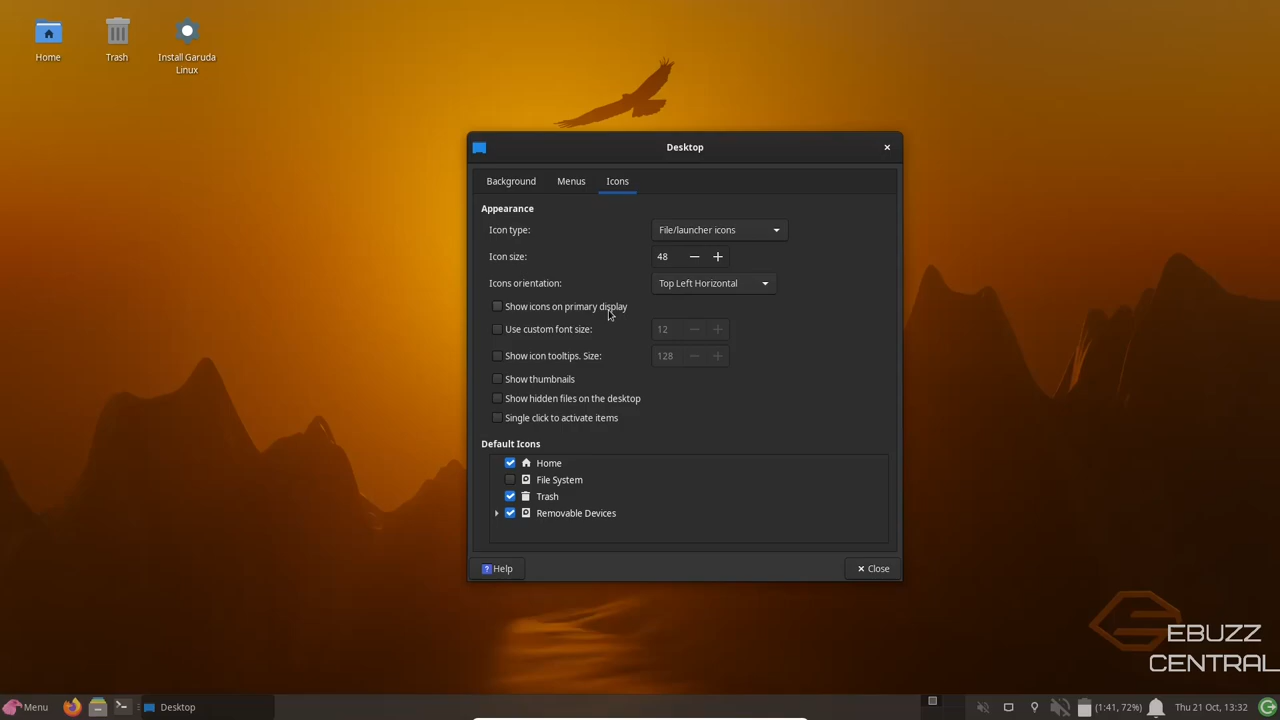 Home
Trash
Install Garuda
Linux
Desktop
Background
Menus
Icons
Appearance
Icon type:
File/launcher icons
Icon size:
48
Icons orientation:
Top Left Horizontal
Show icons on primary display
Use custom font size:
12
Show icon tooltips. Size:
128
Show thumbnails
Show hidden files on the desktop
Single click to activate items
Default Icons
Home
File System
Trash
Removable Devices
Help
Close
EBUZZ
CENTRAL
Menu
Desktop
(1:41, 72%)
Thu 21 Oct, 13:32